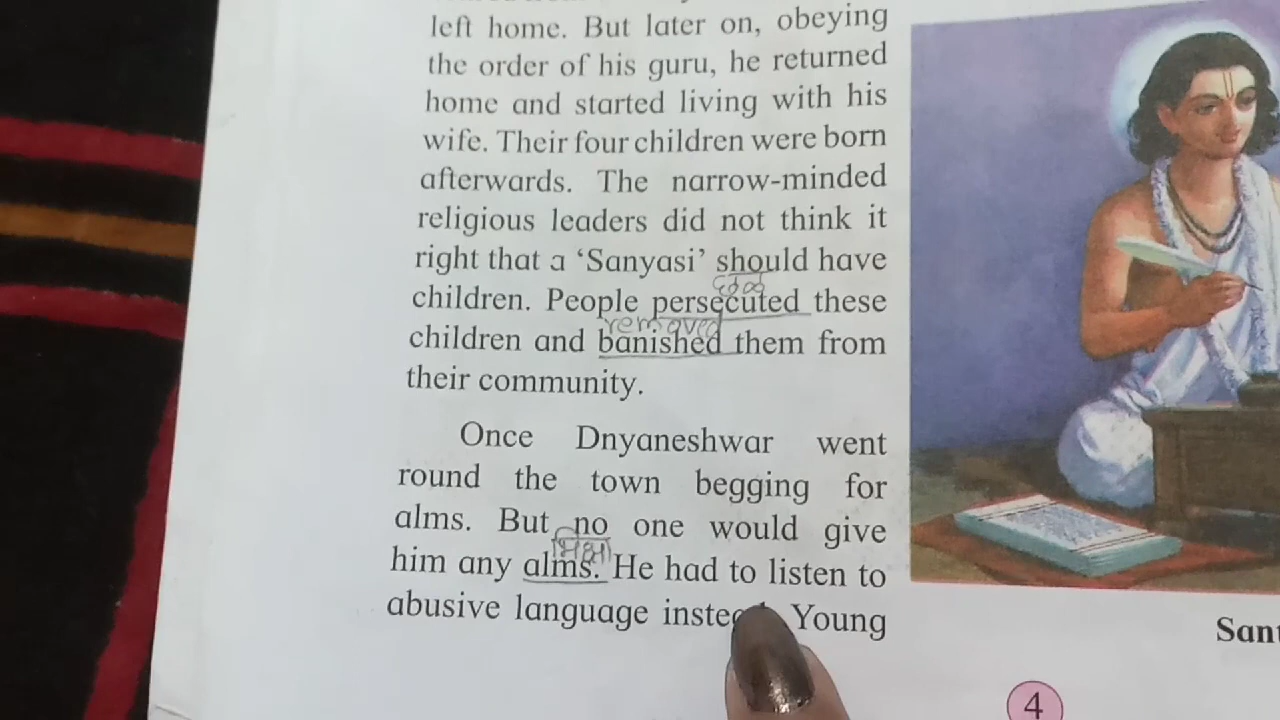 left home. But later on, obeying
the order of his guru, he returned
home and started living with his
wife. Their four children were born
afterwards. The narrow-minded
religious leaders did not think it
right that a ‘Sanyasi’ should have
children. People persecuted these
removed
children and banished them from
their community.
Once Dnyaneshwar went
round the town begging for
alms. But no one would give
him any alms. He had to listen to
abusive language Young
Sant
4